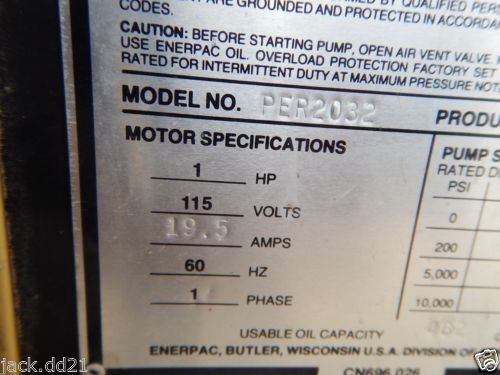 ARE GROUNDED AND PROTECTED IN ACCORDA
CODES.
CAUTION: BEFORE STARTING PUMP, OPEN AIR VENT VALVE.
USE ENERPAC OIL. OVERLOAD PROTECTION FACTORY SET
RATED FOR INTERMITTENT DUTY AT MAXIMUM PRESSURE NOT
MODEL NO. PER2032 PRODU
MOTOR SPECIFICATIONS
1 HP
115 VOLTS
19.5 AMPS
60 HZ
1 PHASE
PUMP S
RATED D
PSI
0
200
5,000
10,000
USABLE OIL CAPACITY
ENERPAC, BUTLER, WISCONSIN U.S.A. DIVISION OF
CN696.026
jack.dd21